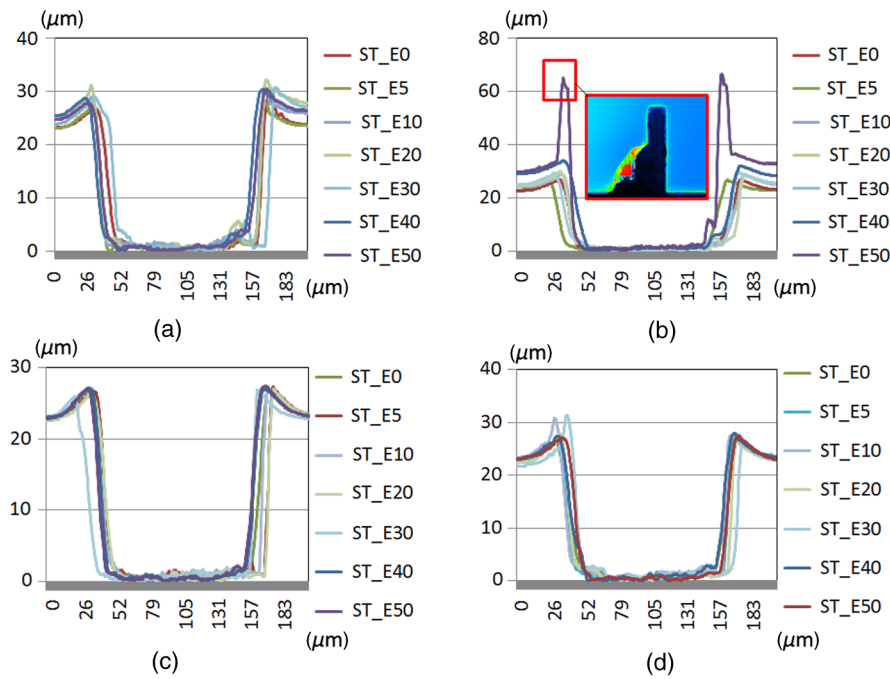 (μm)
40
30
20
10
0
0
26
52
79
105
131
157
183
(μm)
ST_E0
ST_E5
ST_E10
ST_E20
ST_E30
ST_E40
ST_E50
(a)
(μm)
80
60
40
20
0
0
26
52
79
105
131
157
183
(μm)
ST_E0
ST_E5
ST_E10
ST_E20
ST_E30
ST_E40
ST_E50
(b)
(μm)
30
20
10
0
0
26
52
79
105
131
157
183
(μm)
ST_E0
ST_E5
ST_E10
ST_E20
ST_E30
ST_E40
ST_E50
(c)
(μm)
40
30
20
10
0
0
26
52
79
105
131
157
183
(μm)
ST_E0
ST_E5
ST_E10
ST_E20
ST_E30
ST_E40
ST_E50
(d)